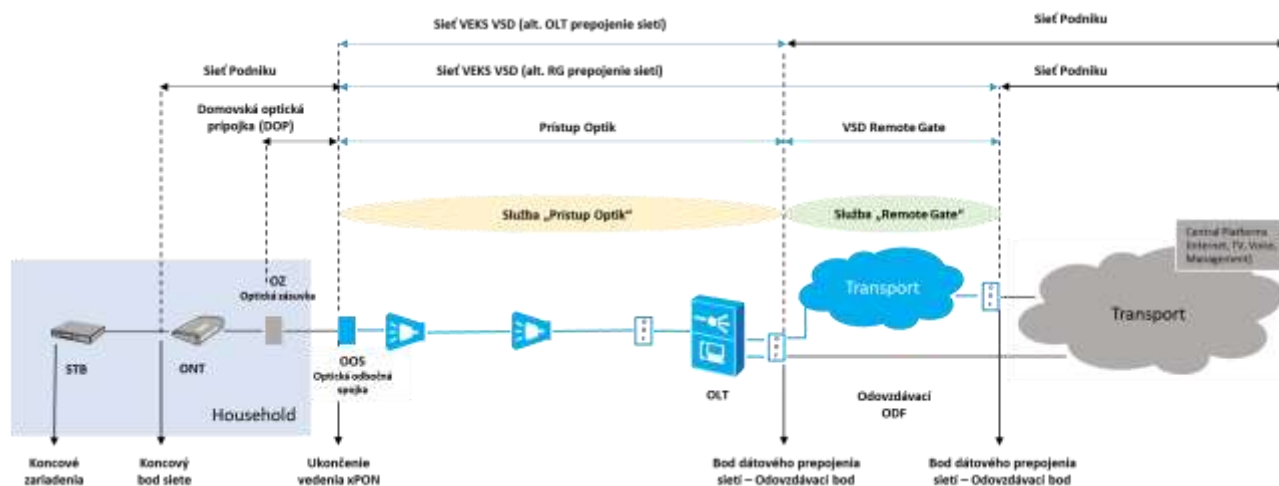 Sieť VEKS VSD (alt. OLT prepojenie sietí)
Sieť Podniku
Sieť Podniku
Sieť VEKS VSD (alt. RG prepojenie sietí)
Sieť Podniku
Domovská optická
prípojka (DOP)
Prístup Optik
VSD Remote Gate
Služba „Prístup Optik“
Služba „Remote Gate“
Central Platforms
(Internet, TV, Voice,
Management)
OZ
Optická zásuvka
Transport
Transport
STB
ONT
OOS
Optická odbočná
spojka
OLT
Odovzdávací
ODF
Household
Koncové
zariadenia
Koncový
bod siete
Ukončenie
vedenia xPON
Bod dátového prepojenia
sietí – Odovzdávací bod
Bod dátového prepojenia
sietí – Odovzdávací bod